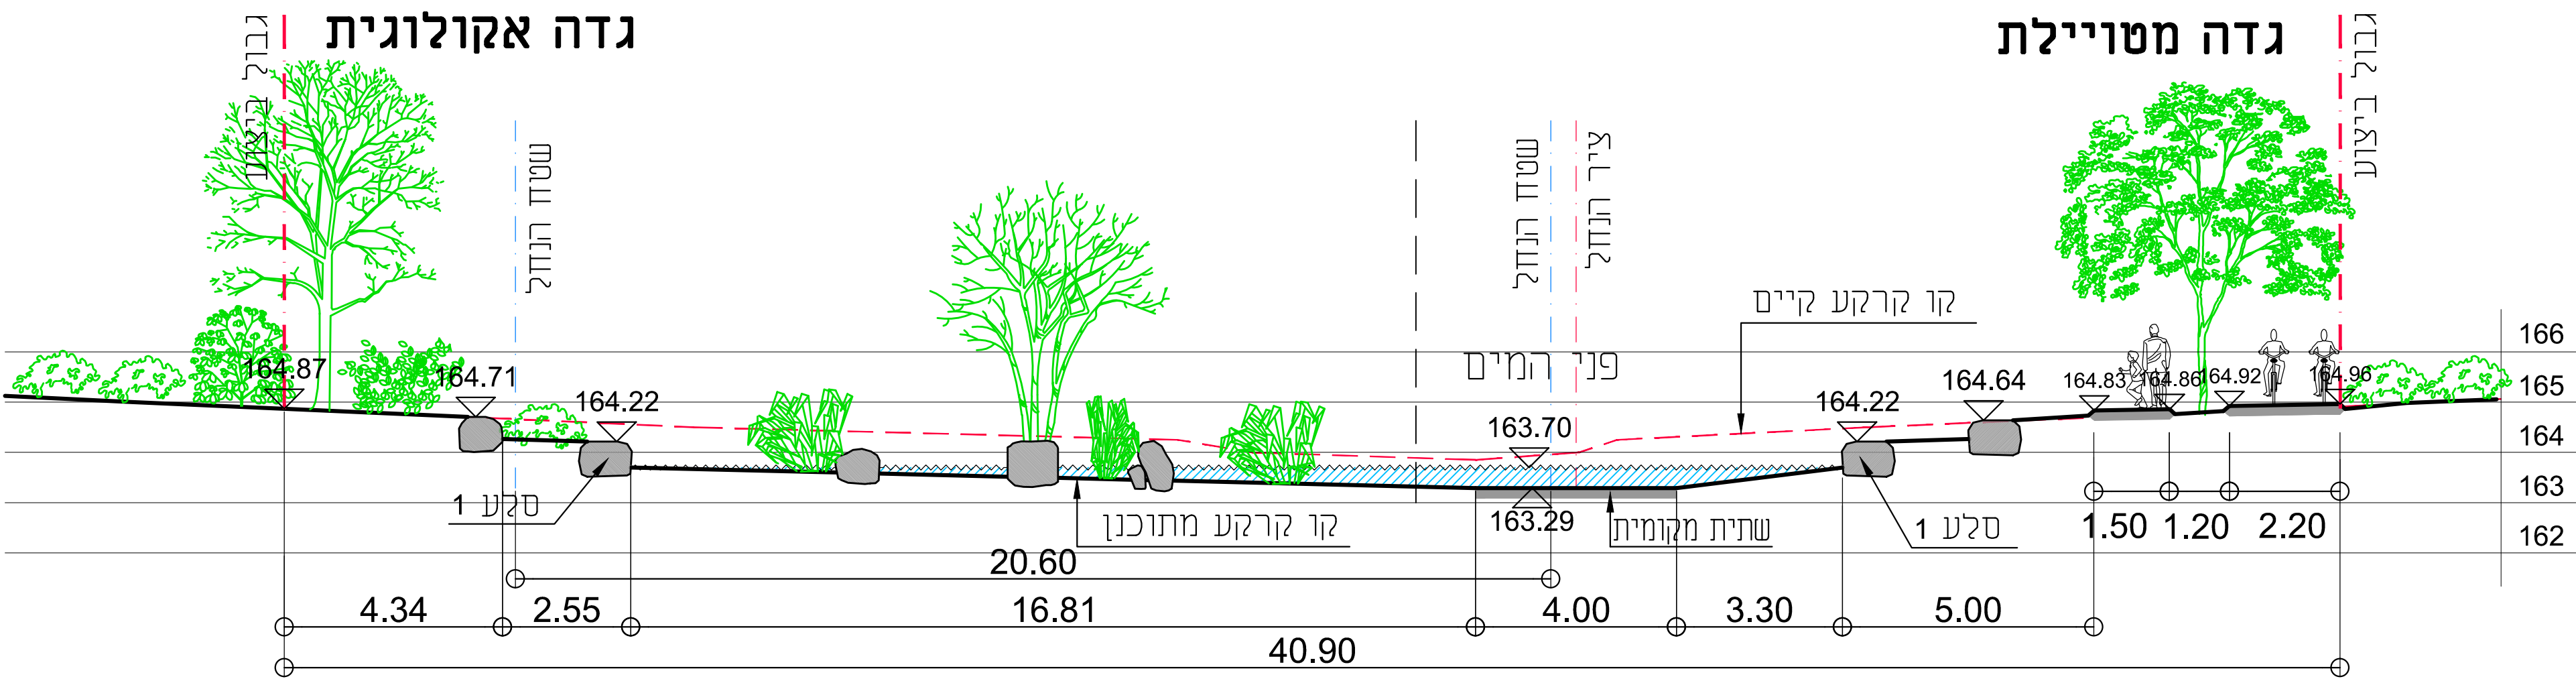 גדה אקולוגית
גדה מטויילת
גבול ביצוע
שטח הנחל
שטח הנחל
ציר הנחל
גבול ביצוע
קו קרקע קיים
פני המים
166
165
164
163
162
164.87
164.71
164.22
163.70
164.22
164.64
164.83
164.86
164.92
164.96
סלע 1
קו קרקע מתוכנן
163.29
שתית מקומית
סלע 1
1.50
1.20
2.20
20.60
4.34
2.55
16.81
4.00
3.30
5.00
40.90